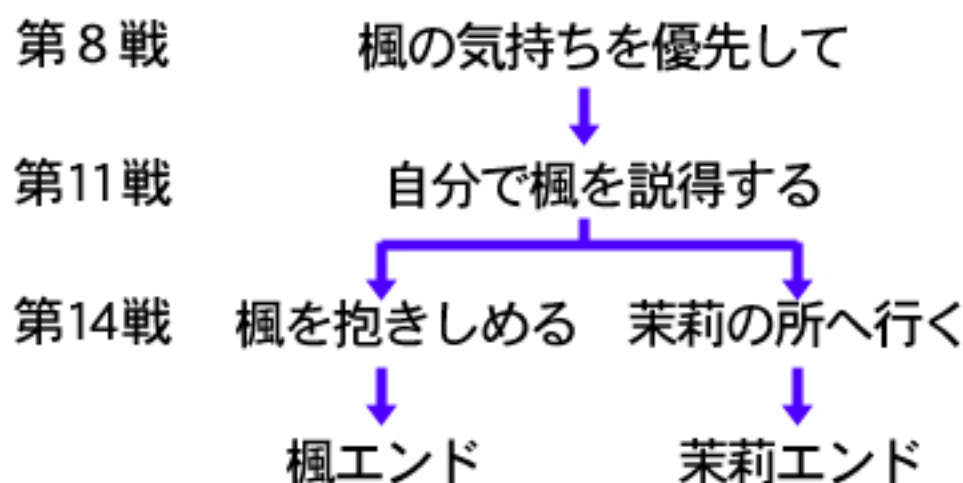 第８戦 楓の気持ちを優先して
第11戦 自分で楓を説得する
第14戦 楓を抱きしめる 茉莉の所へ行く
楓エンド 茉莉エンド